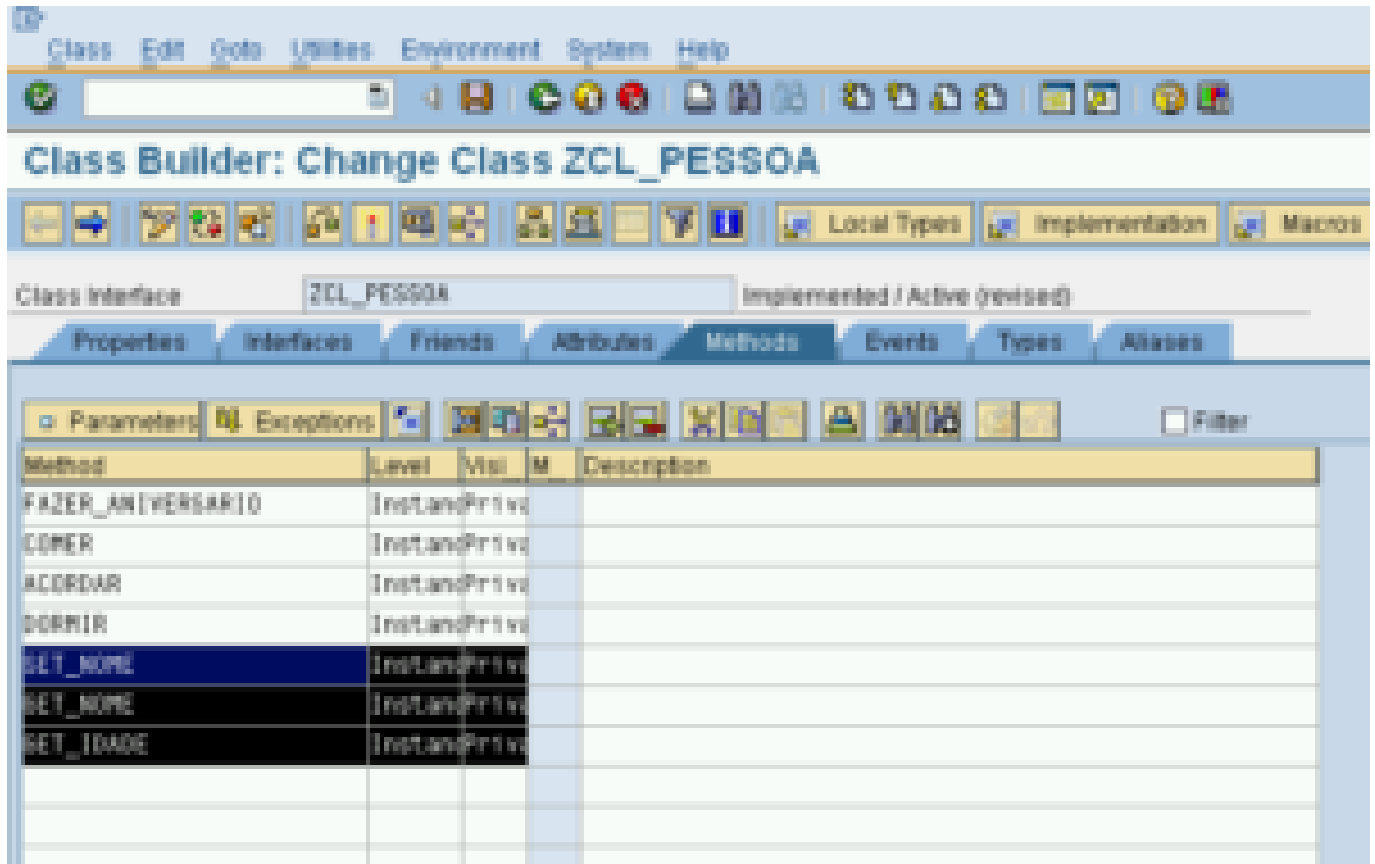 Class Edit Goto Utilities Environment System Help
Class Builder: Change Class ZCL_PESSOA
Local Types Implementation Macros
Class Interface ZCL_PESSOA Implemented / Active (revised)
Properties Interfaces Friends Attributes Methods Events Types Aliases
Parameters Exceptions Filter
Method Level Visi_ M_ Description
FAZER_ANIVERSARIO Instanc Priva
COMER Instanc Priva
ACORDAR Instanc Priva
DORMIR Instanc Priva
SET_NOME Instanc Priva
GET_NOME Instanc Priva
GET_IDADE Instanc Priva